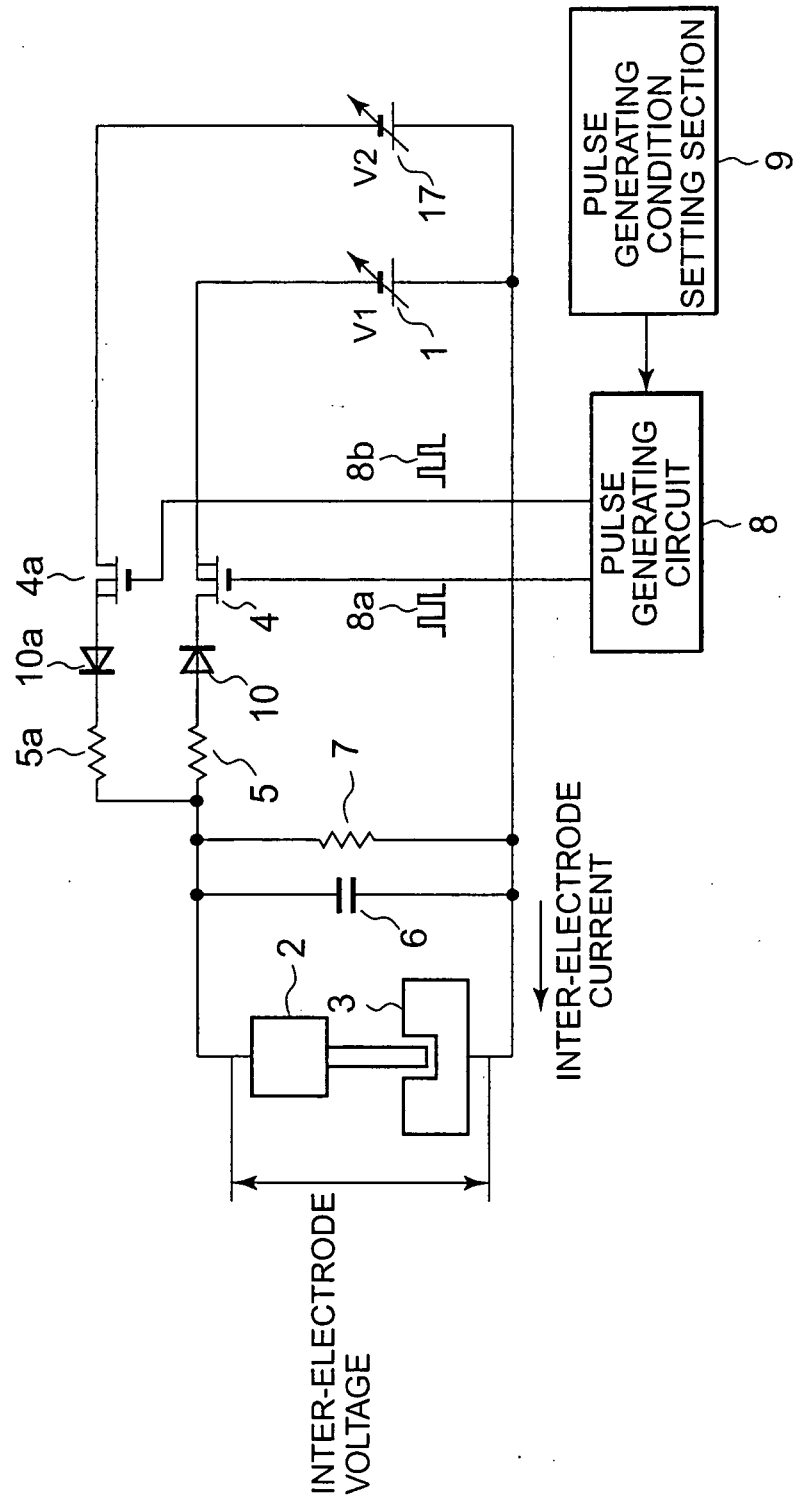 4a
10a
5a
4
10
5
7
6
2
3
8a
8b
V1
1
V2
17
INTER-ELECTRODE
VOLTAGE
INTER-ELECTRODE
CURRENT
PULSE
GENERATING
CIRCUIT
8
PULSE
GENERATING
CONDITION
SETTING SECTION
9